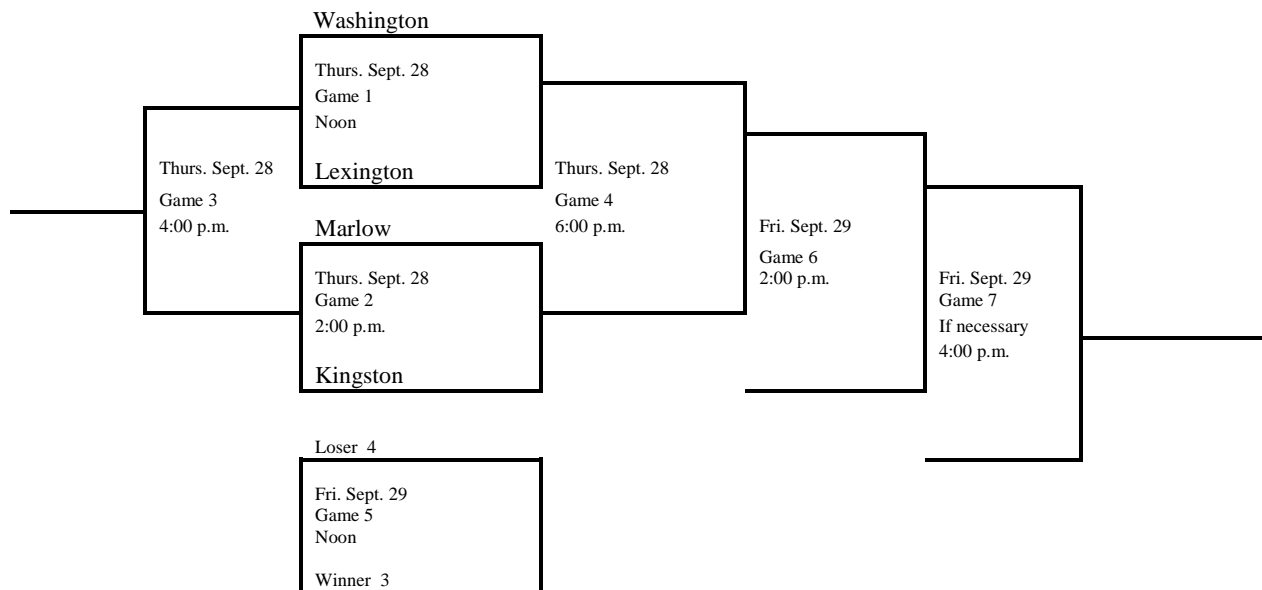 Washington
Thurs. Sept. 28
Game 1
Noon
Lexington
Thurs. Sept. 28
Game 3
4:00 p.m.
Marlow
Thurs. Sept. 28
Game 2
2:00 p.m.
Kingston
Thurs. Sept. 28
Game 4
6:00 p.m.
Fri. Sept. 29
Game 6
2:00 p.m.
Fri. Sept. 29
Game 7
If necessary
4:00 p.m.
Loser 4
Fri. Sept. 29
Game 5
Noon
Winner 3